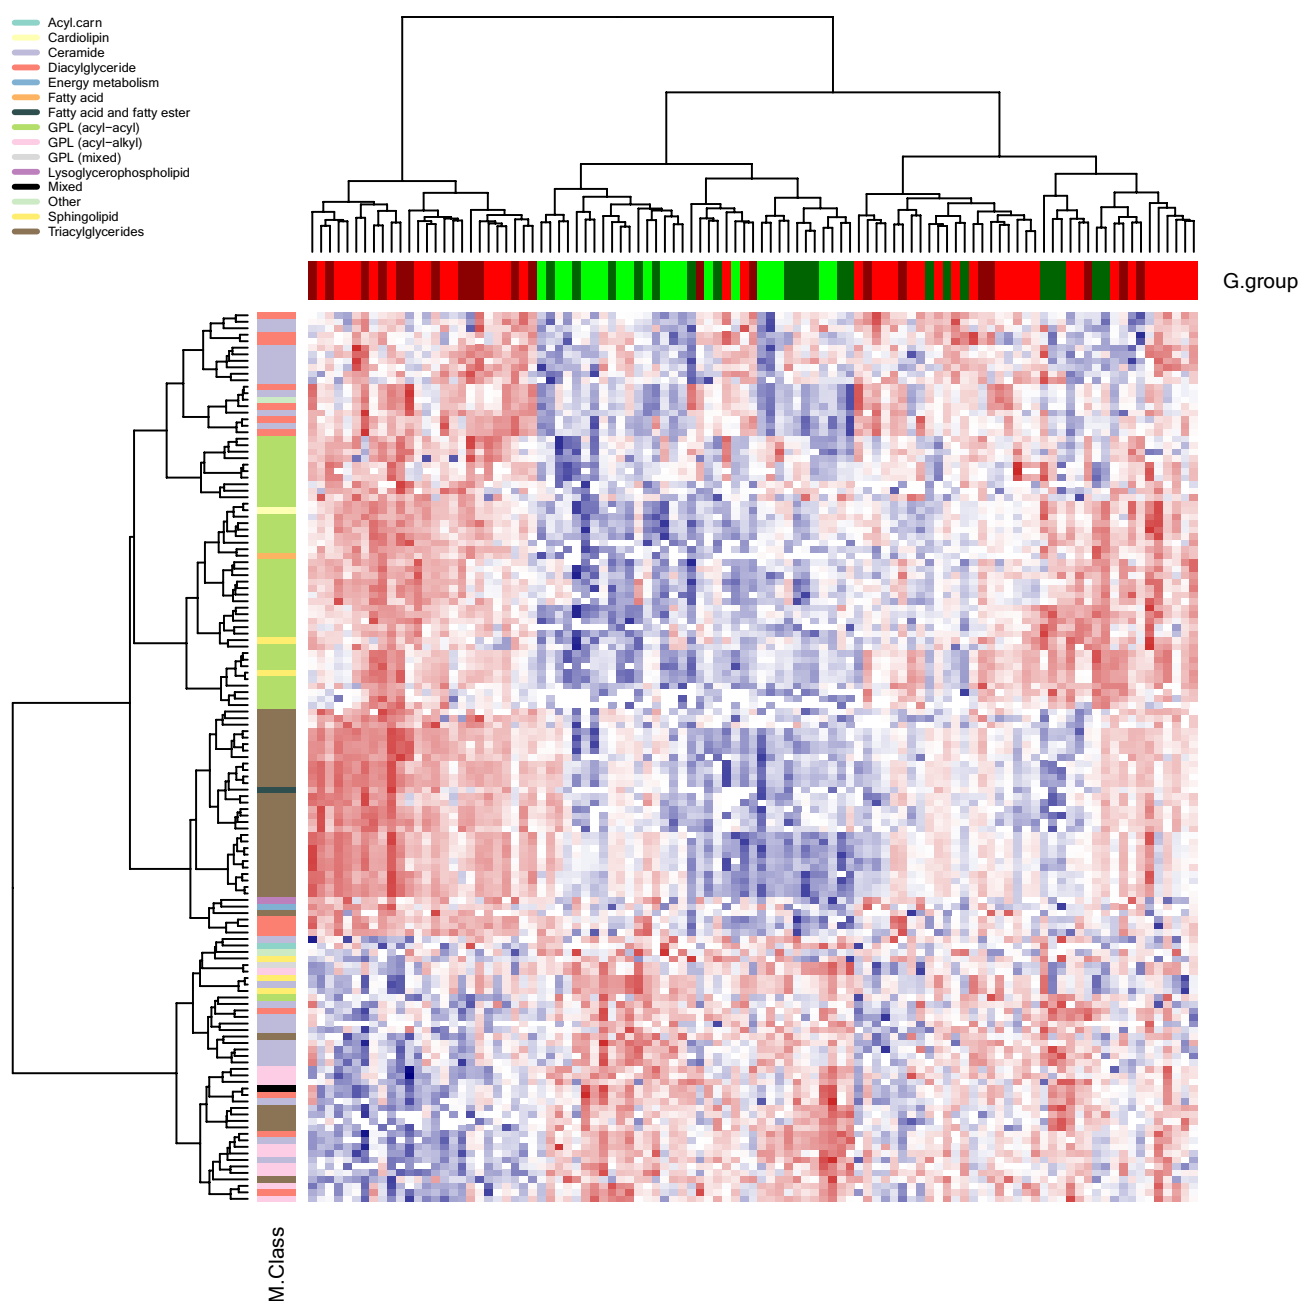 Acyl.carn
Cardiolipin
Ceramide
Diacylglyceride
Energy metabolism
Fatty acid
Fatty acid and fatty ester
GPL (acyl−acyl)
GPL (acyl−alkyl)
GPL (mixed)
Lysoglycerophospholipid
Mixed
Other
Sphingolipid
Triacylglycerides
G.group
M.Class